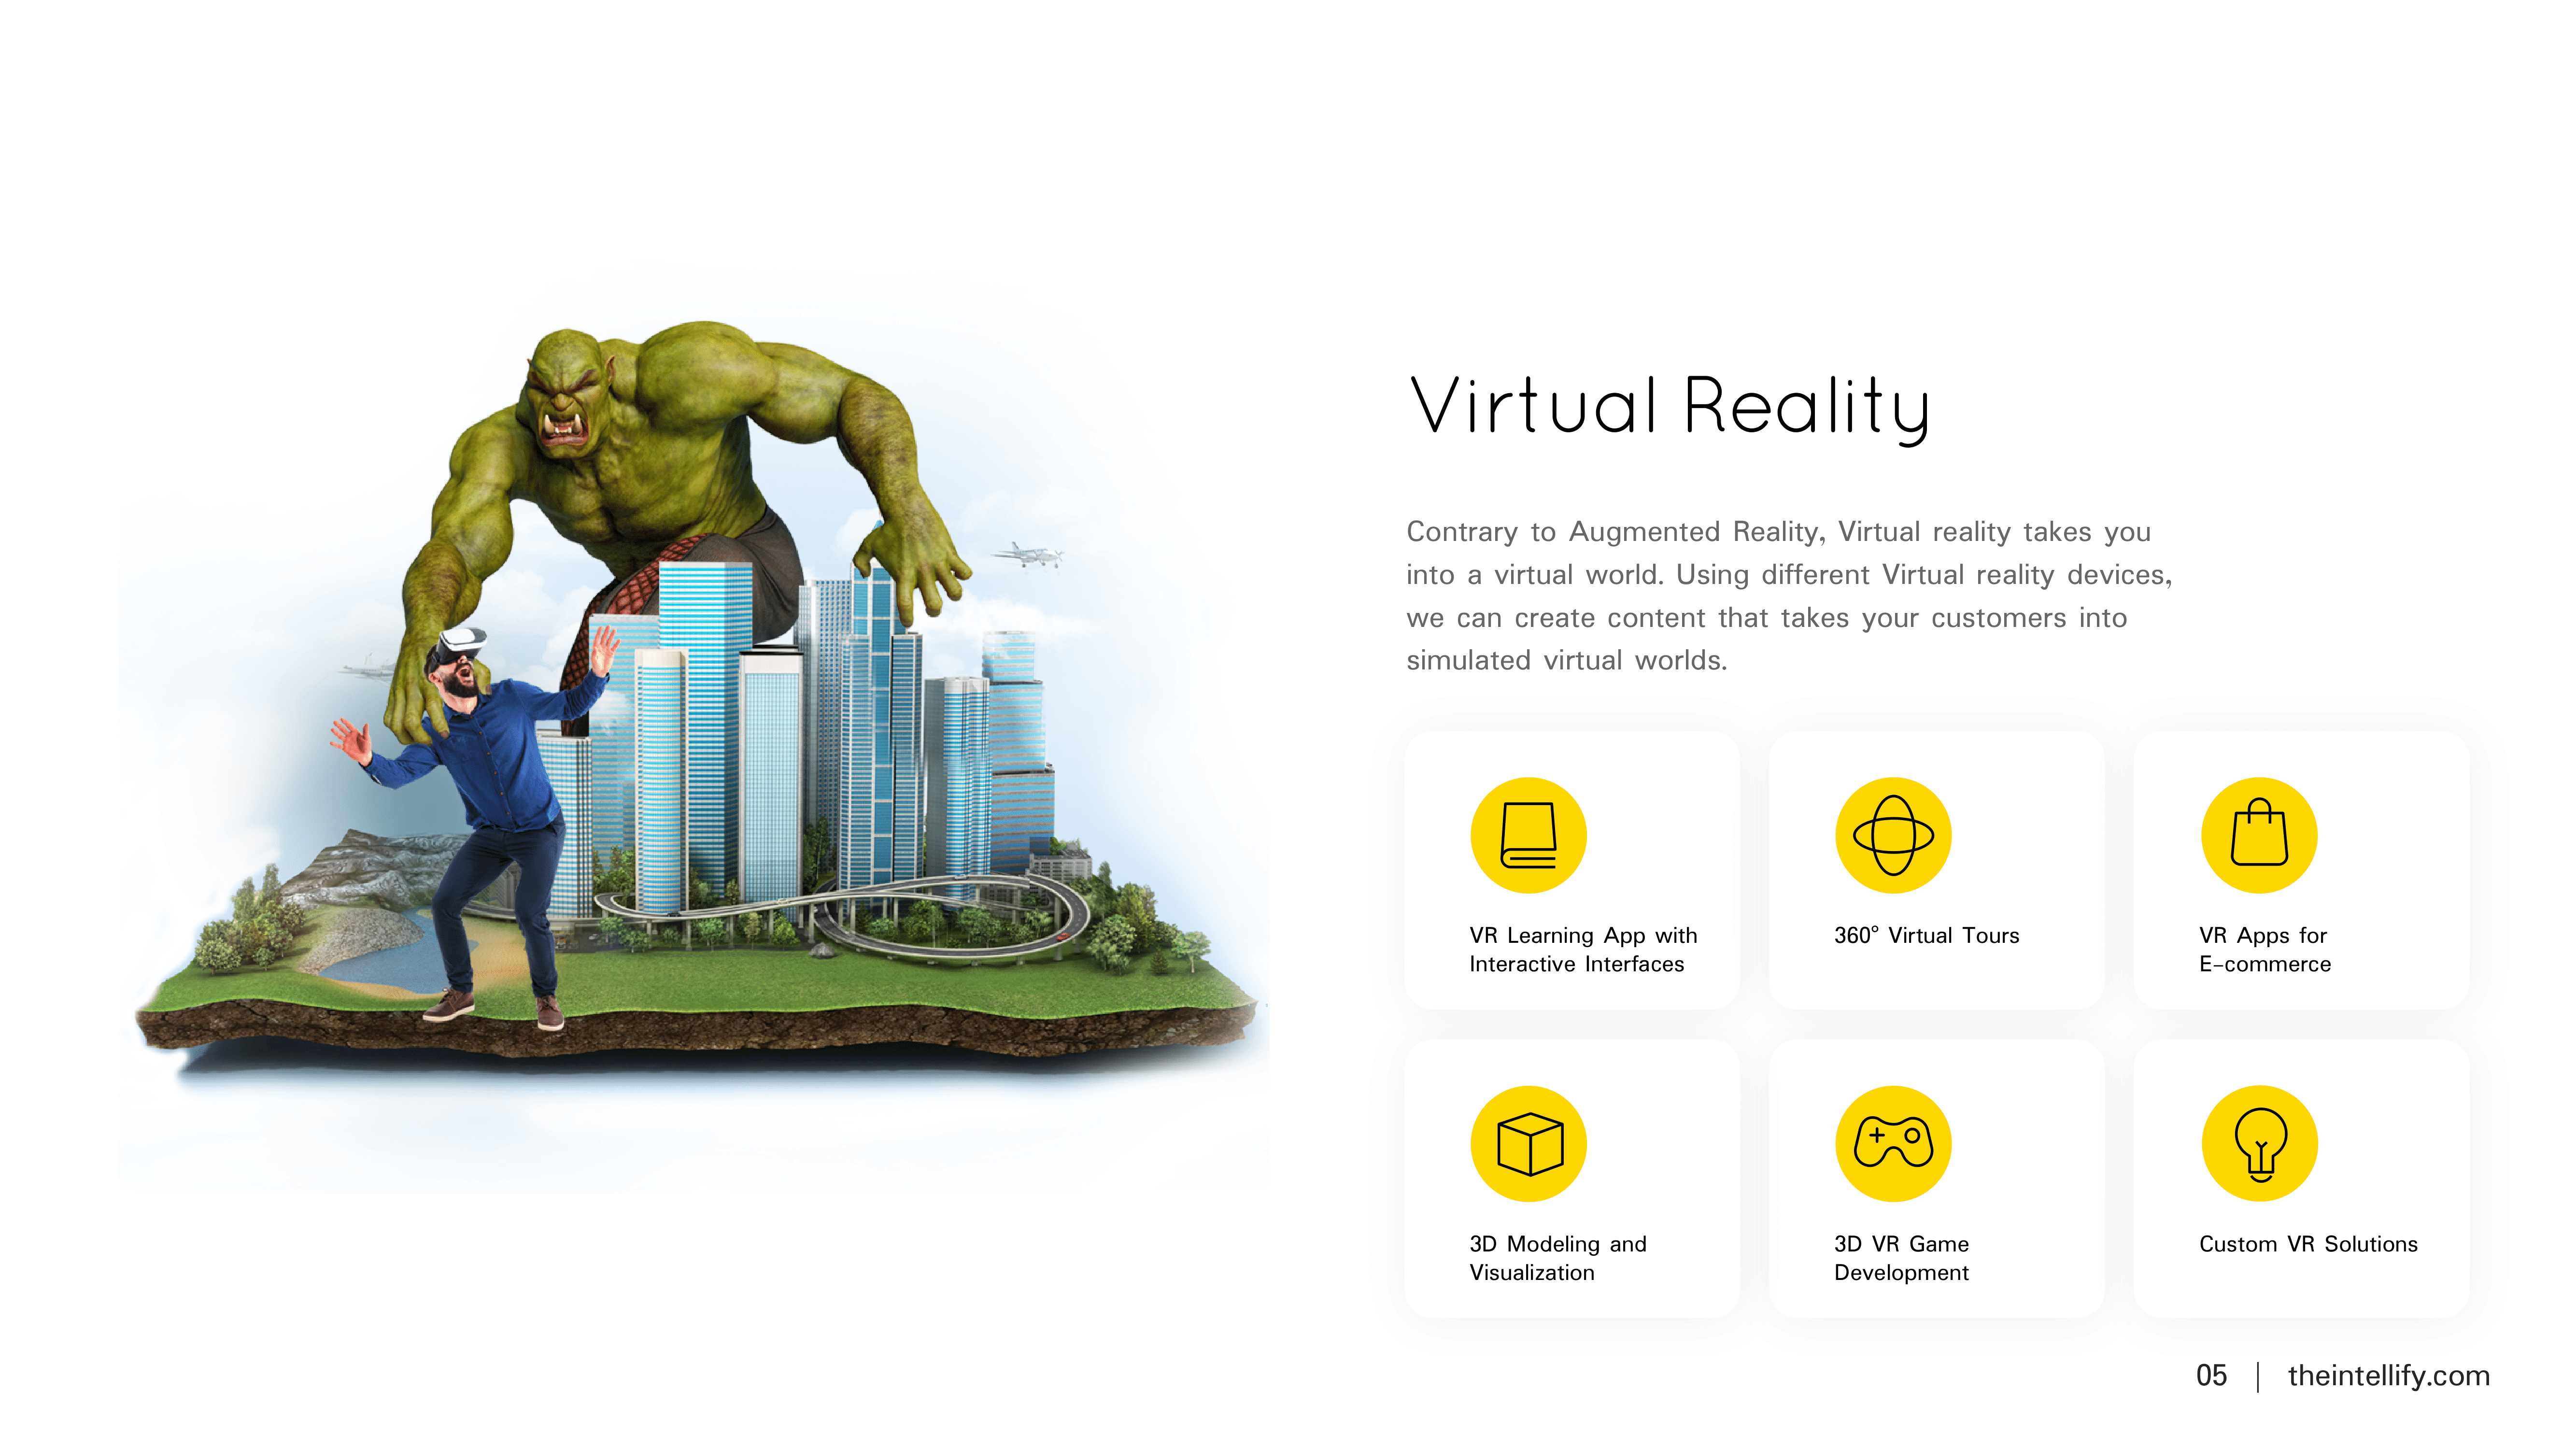 Virtual Reality
Contrary to Augmented Reality, Virtual reality takes you
into a virtual world. Using different Virtual reality devices,
we can create content that takes your customers into
simulated virtual worlds.
VR Learning App with
Interactive Interfaces
360° Virtual Tours
VR Apps for
E-commerce
3D Modeling and
Visualization
3D VR Game
Development
Custom VR Solutions
05 | theintellify.com